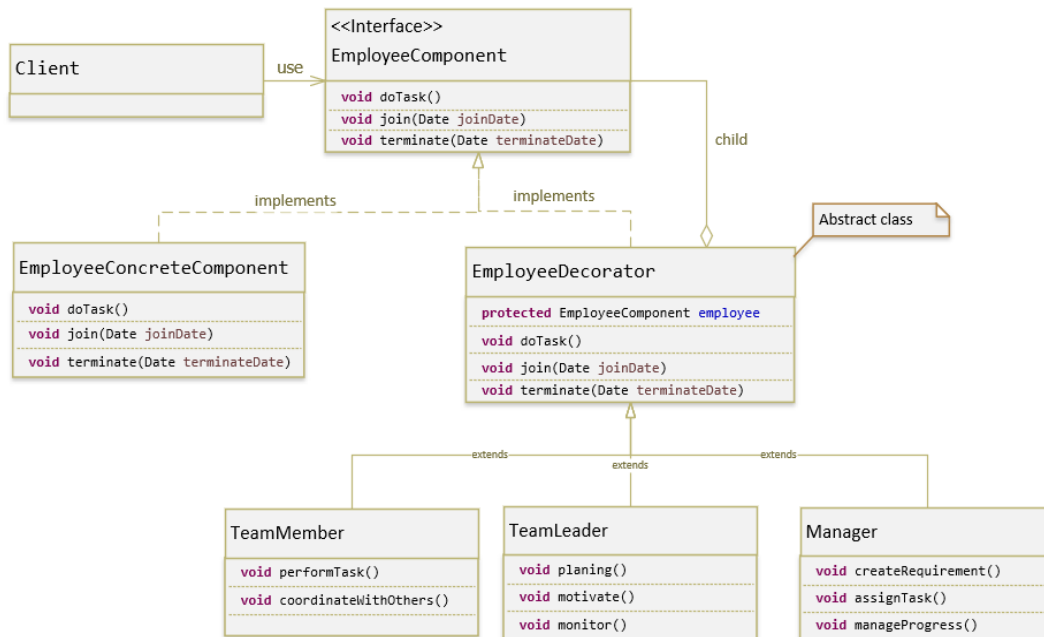 <<Interface>>
EmployeeComponent
void doTask()
void join(Date joinDate)
void terminate(Date terminateDate)
Client
use
child
implements
implements
Abstract class
EmployeeConcreteComponent
void doTask()
void join(Date joinDate)
void terminate(Date terminateDate)
EmployeeDecorator
protected EmployeeComponent employee
void doTask()
void join(Date joinDate)
void terminate(Date terminateDate)
extends
extends
extends
TeamMember
void performTask()
void coordinateWithOthers()
TeamLeader
void planing()
void motivate()
void monitor()
Manager
void createRequirement()
void assignTask()
void manageProgress()